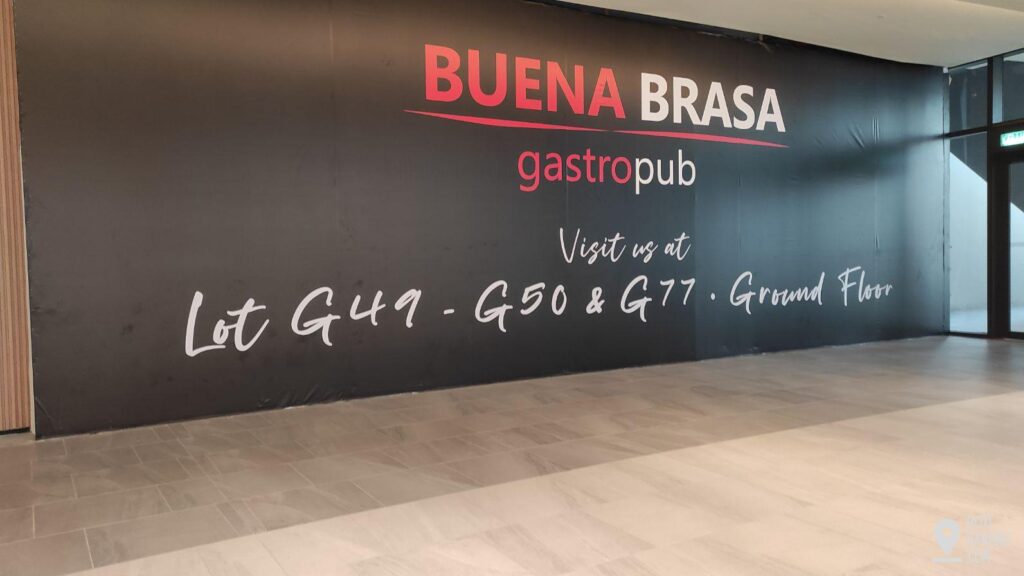 BUENA BRASA
gastropub
Visit us at
Lot G49 - G50 & G77 · Ground Floor